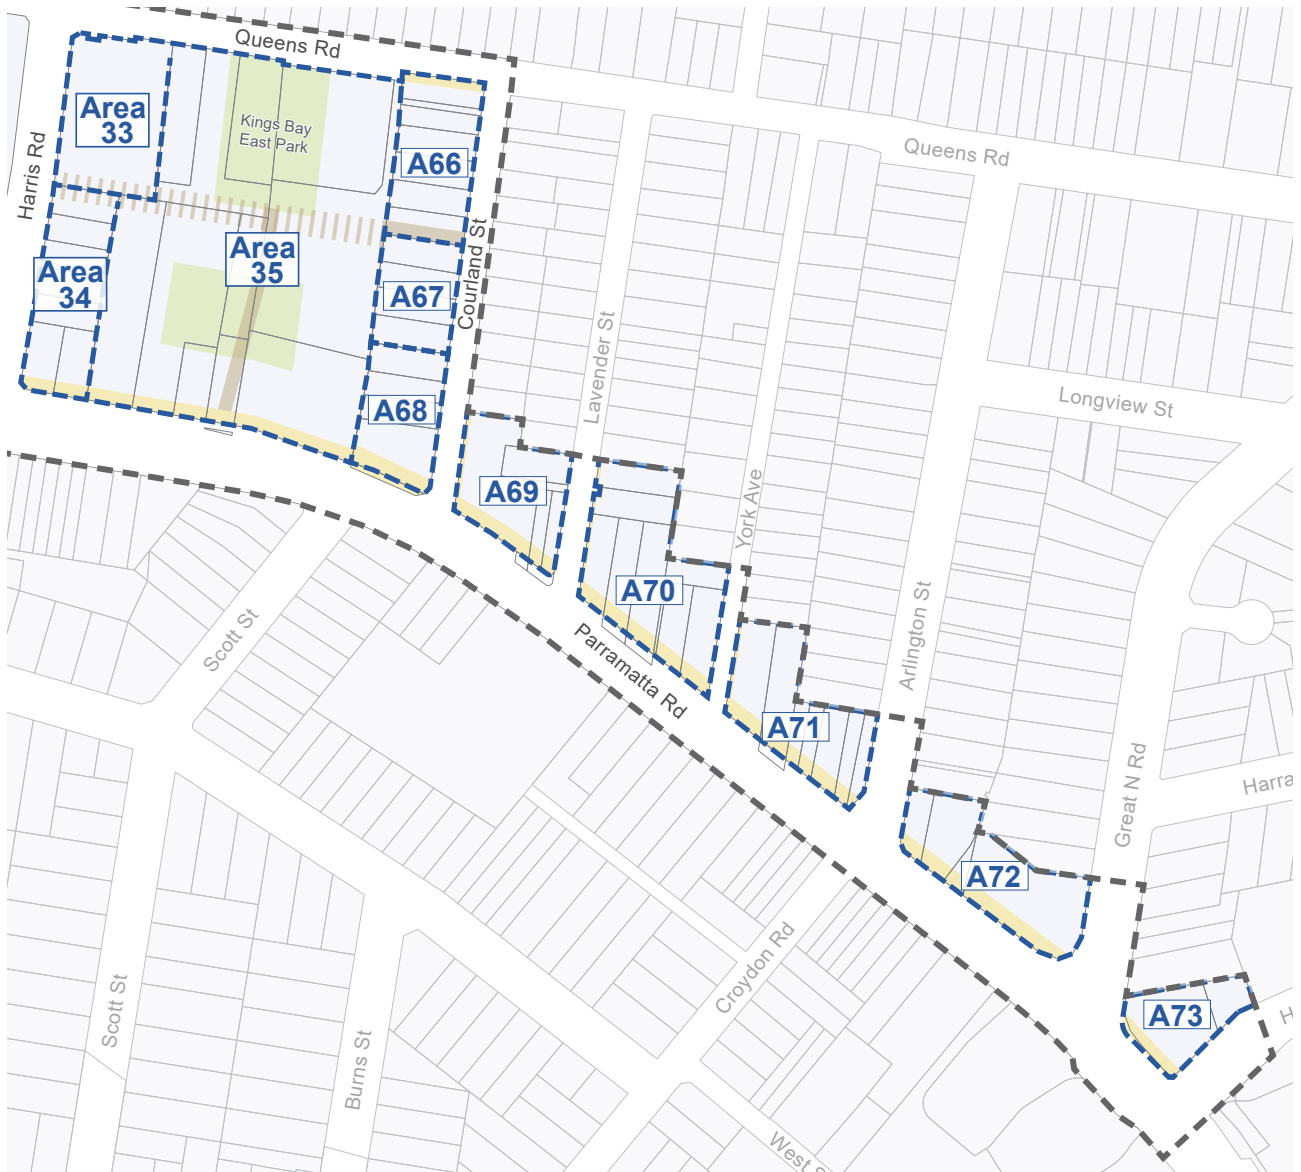 Queens Rd
Area
33
Kings Bay
East Park
A66
Queens Rd
Harris Rd
Area
35
Area
34
Courland St
A67
Lavender St
A68
Longview St
A69
York Ave
A70
Scott St
Parramatta Rd
Arlington St
A71
Great N Rd
Harra
A72
Croydon Rd
Scott St
Burns St
A73
H
West S